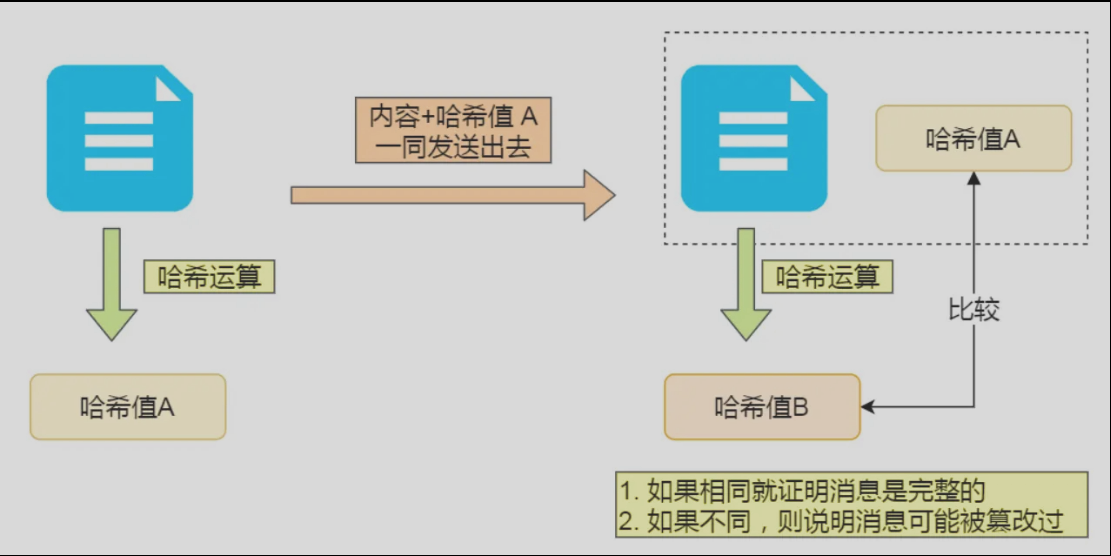 内容+哈希值 A
一同发送出去
哈希值A
哈希运算
哈希运算
比较
哈希值A
哈希值B
1. 如果相同就证明消息是完整的
2. 如果不同，则说明消息可能被篡改过